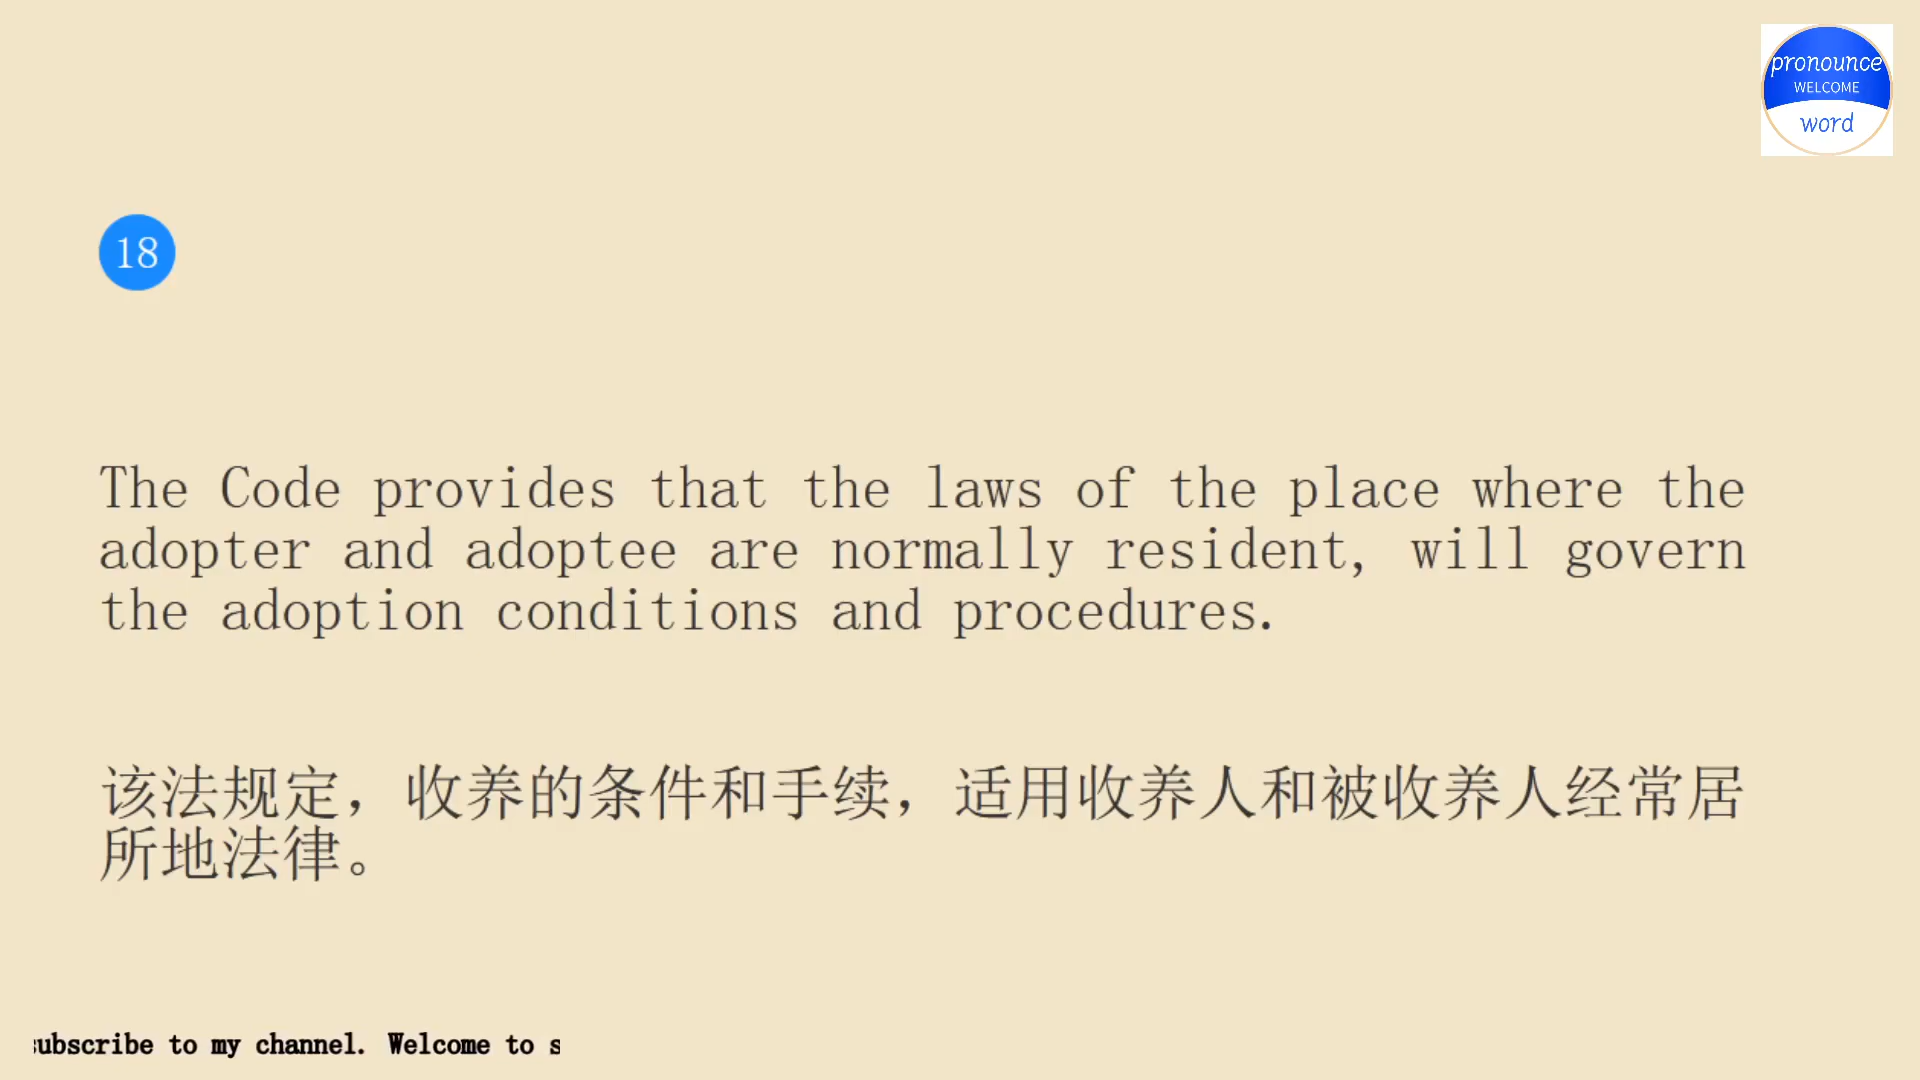 pronounce
WELCOME
word
18
The Code provides that the laws of the place where the
adopter and adoptee are normally resident, will govern
the adoption conditions and procedures.
该法规定，收养的条件和手续，适用收养人和被收养人经常居
所地法律。
subscribe to my channel. Welcome to s